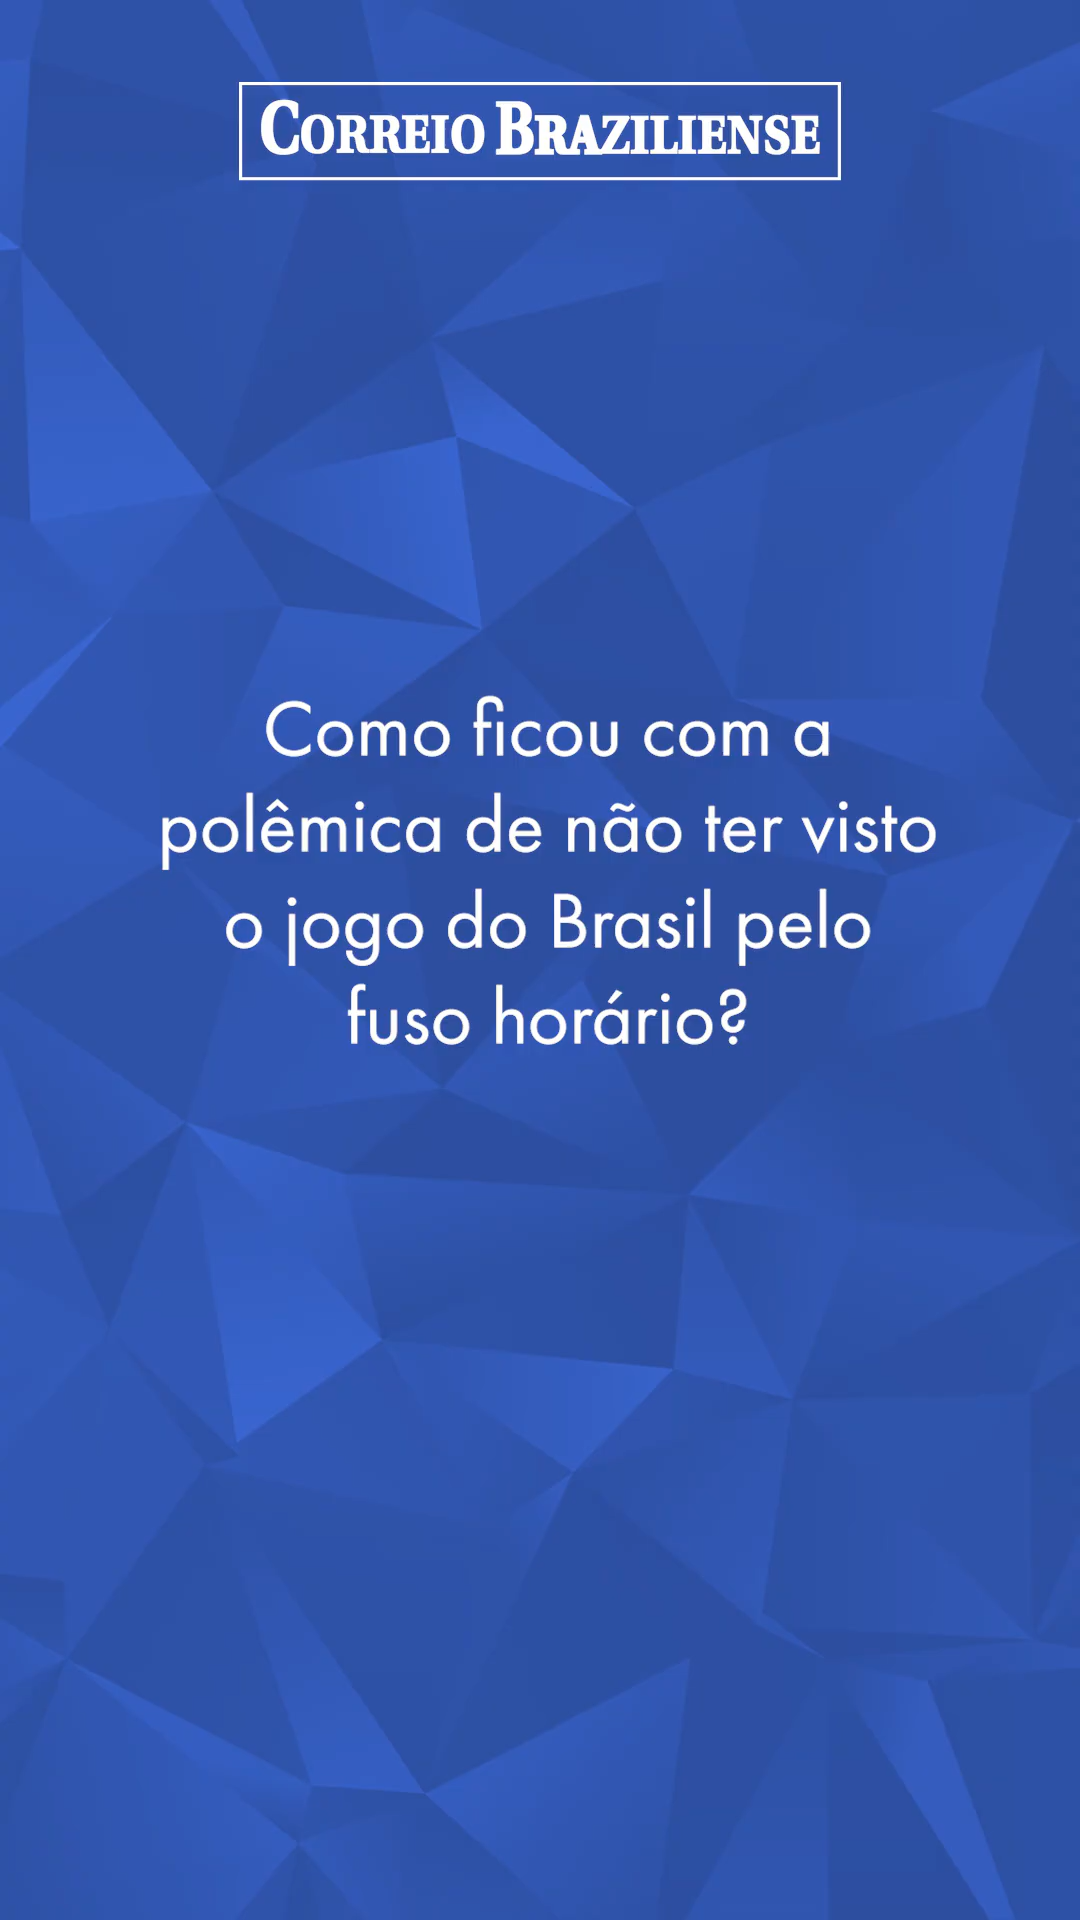 CORREIO BRAZILIENSE
Como ficou com a
polêmica de não ter visto
o jogo do Brasil pelo
fuso horário?